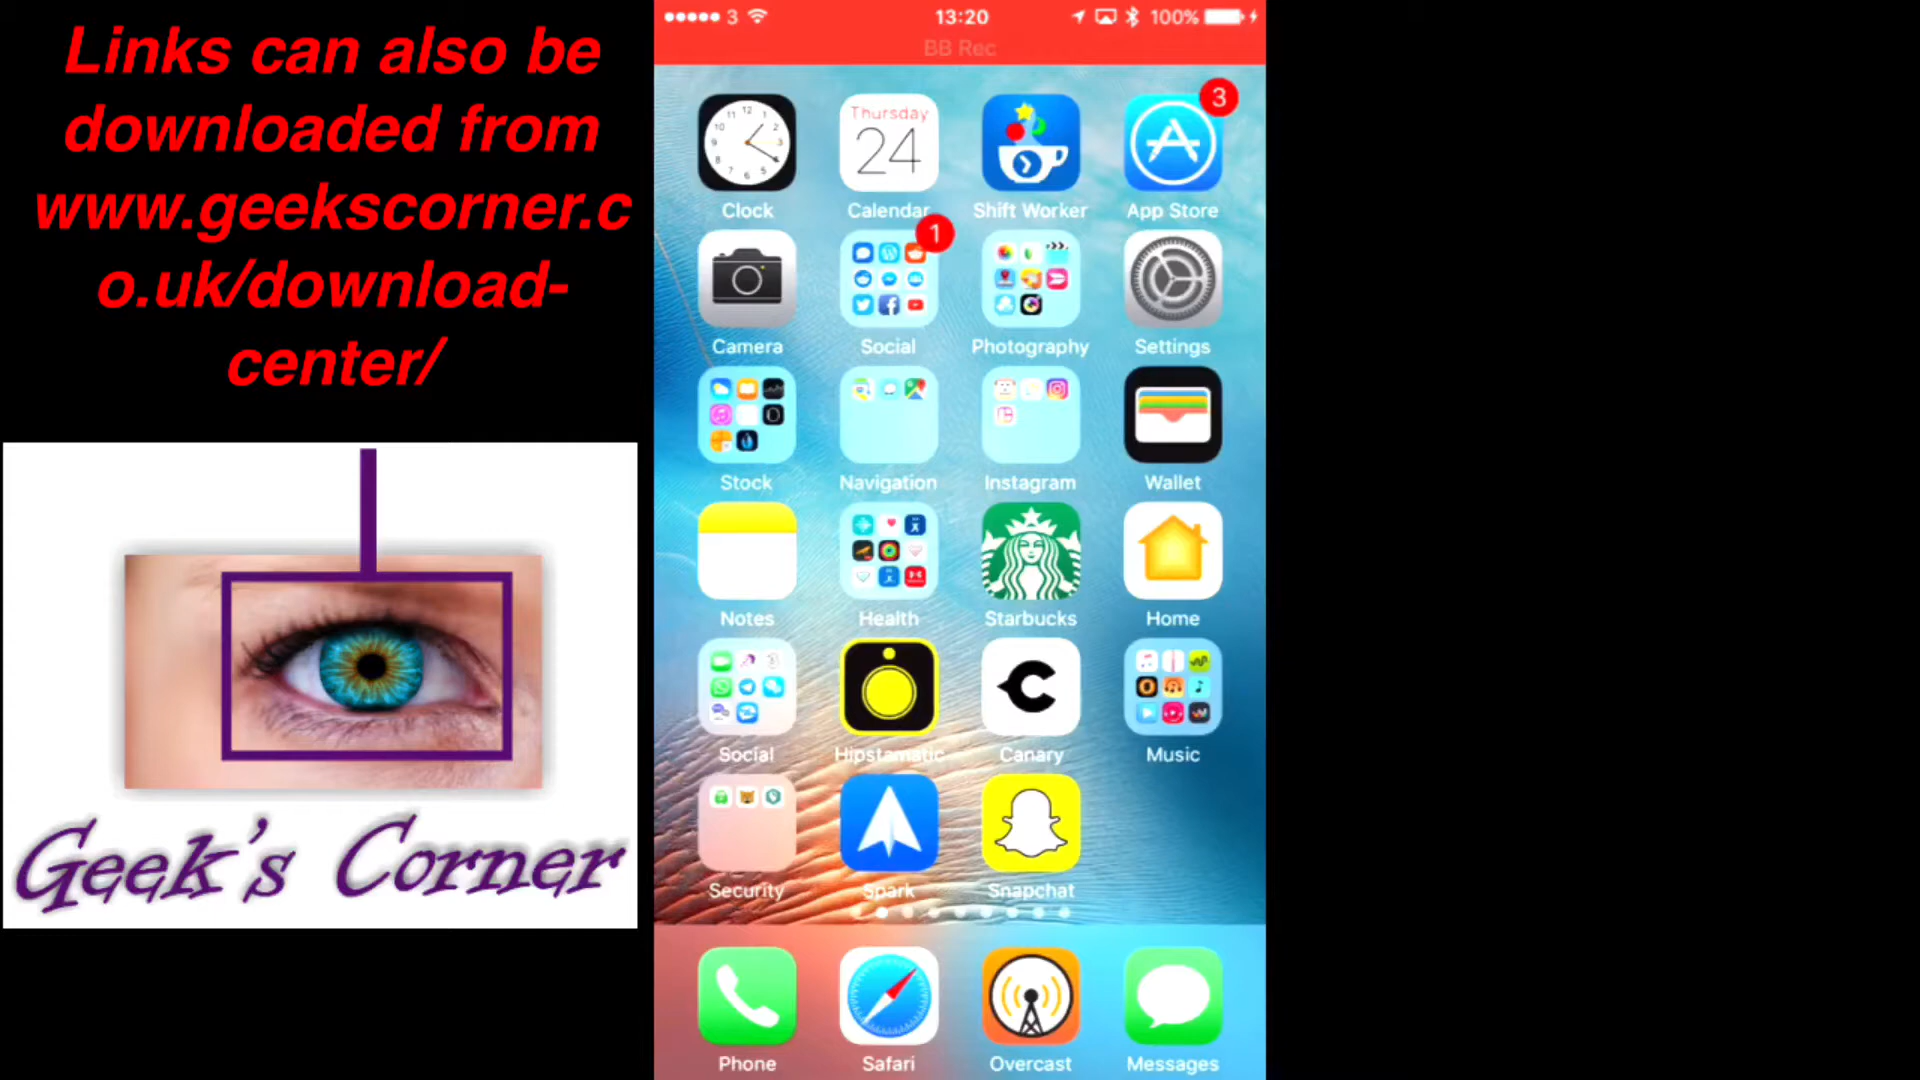 Links can also be
downloaded from
www.geekscorner.c
o.uk/download-
center/
Geek's Corner
3 13:20 100%
BB Rec
Thursday
24
3
Clock Calendar Shift Worker App Store
1
Camera Social Photography Settings
Stock Navigation Instagram Wallet
Notes Health Starbucks Home
Social Hipstamatic Canary Music
Security Spark Snapchat
Phone Safari Overcast Messages